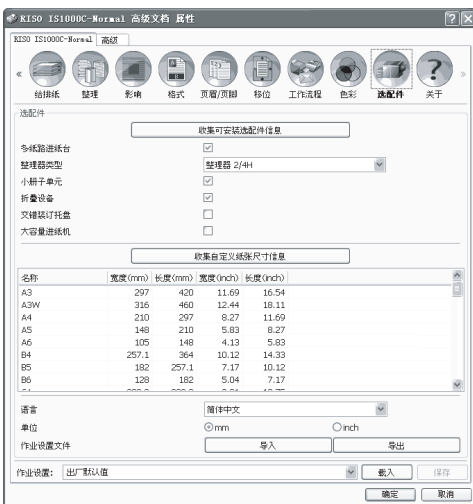 RISO IS1000C-Normal 高级文档 属性
RISO IS1000C-Normal 高级
给排纸 整理 影响 格式 页眉/页脚 移位 工作流程 色彩 选配件 关于
选配件
收集可安装选配件信息
多纸路进纸台
整理器类型 整理器 2/4H
小册子单元
折叠设备
交错装订托盘
大容量进纸机
收集自定义纸张尺寸信息
名称 宽度(mm) 长度(mm) 宽度(inch) 长度(inch)
A3 297 420 11.69 16.54
A3W 316 460 12.44 18.11
A4 210 297 8.27 11.69
A5 148 210 5.83 8.27
A6 105 148 4.13 5.83
B4 257.1 364 10.12 14.33
B5 182 257.1 7.17 10.12
B6 128 182 5.04 7.17
语言 简体中文
单位 mm inch
作业设置文件 导入 导出
作业设置: 出厂默认值 载入 保存
确定 取消